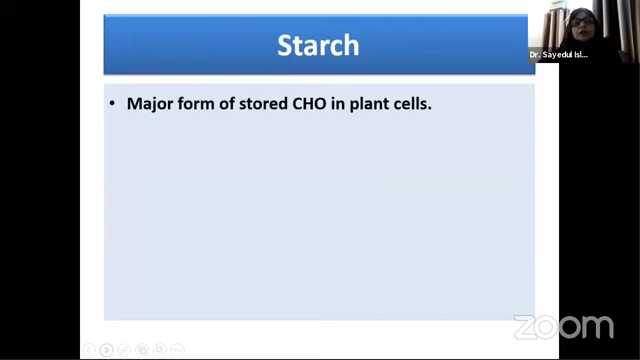 Starch
Dr. Sayedul Isl...
• Major form of stored CHO in plant cells.
zoom